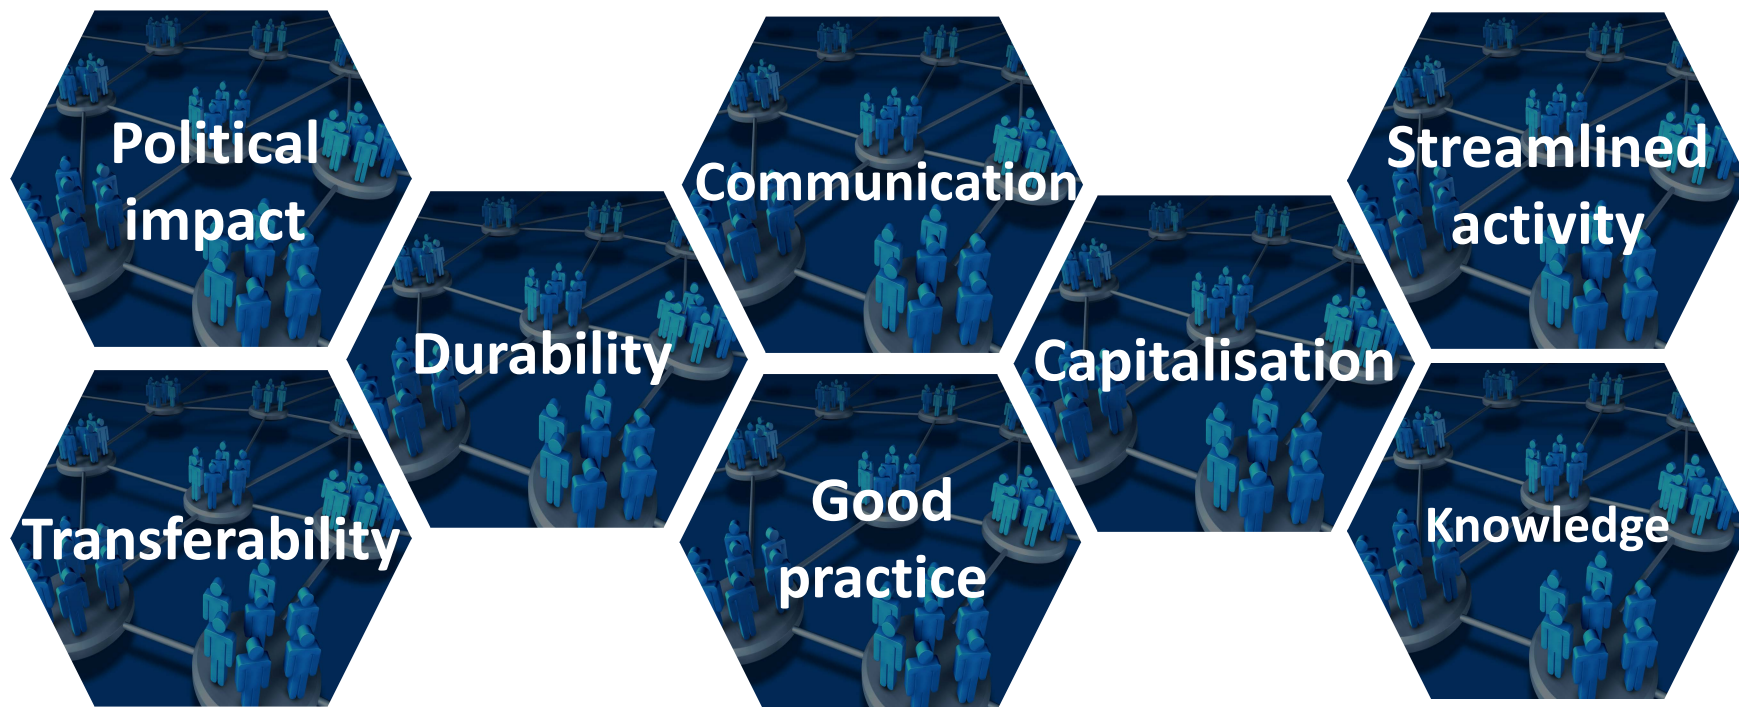 Political
impact
Communication
Streamlined
activity
Durability
Capitalisation
Transferability
Good
practice
Knowledge